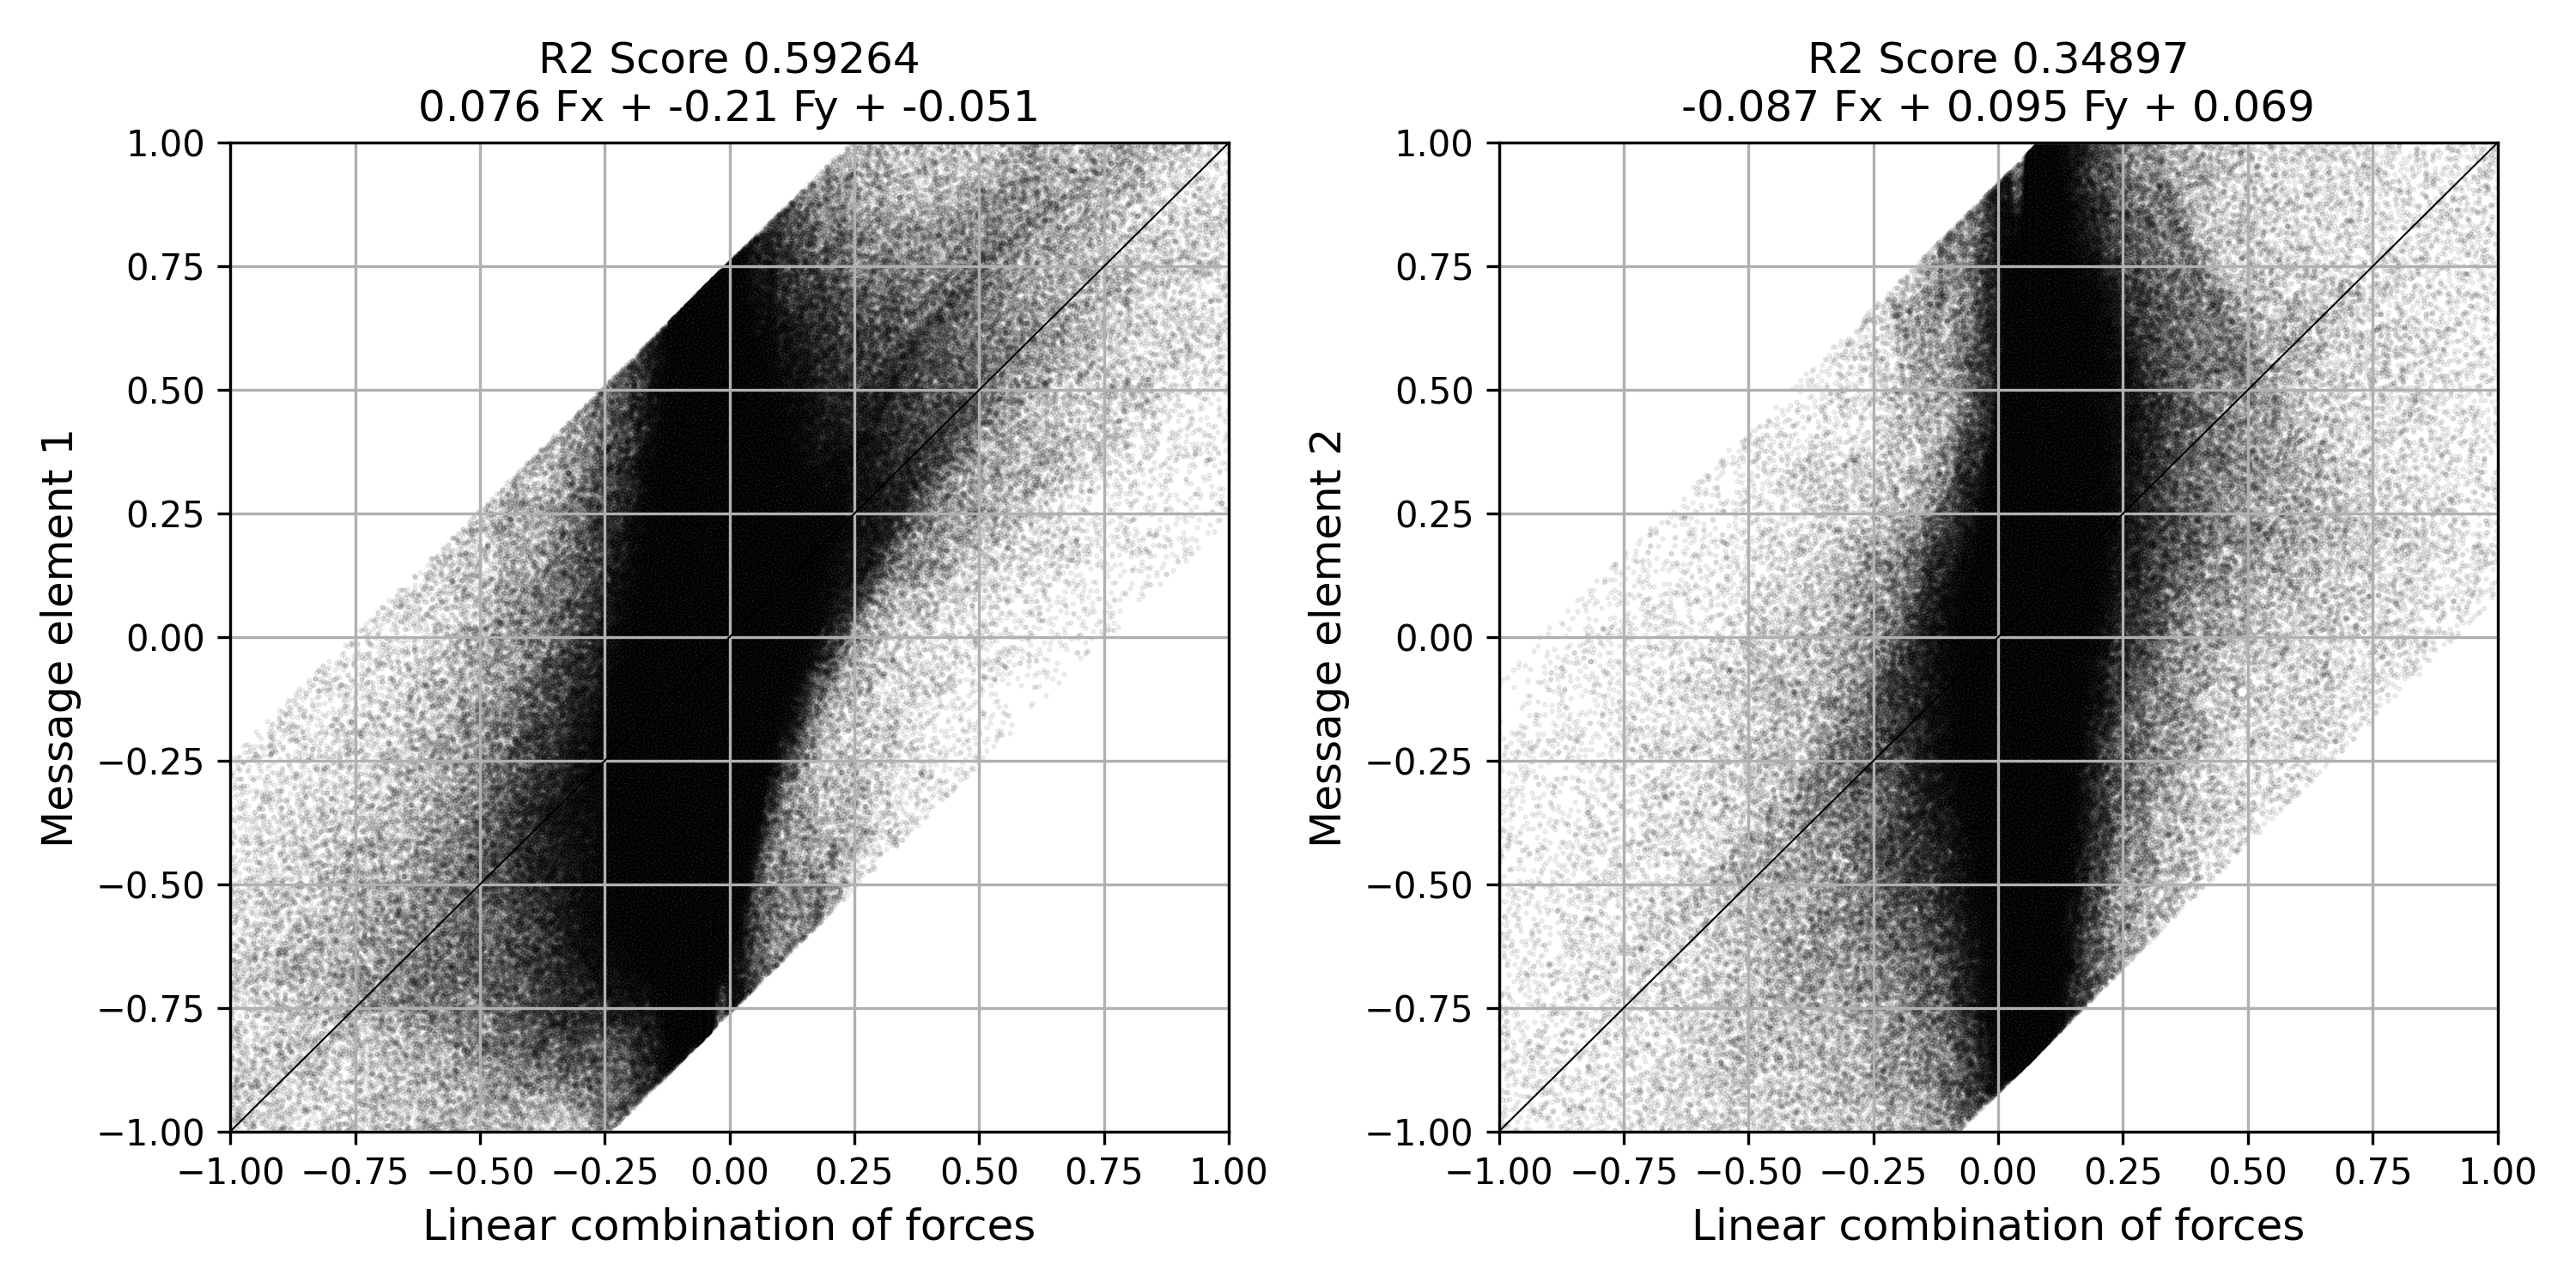 R2 Score 0.59264
0.076 Fx + -0.21 Fy + -0.051
1.00
0.75
0.50
0.25
0.00
−0.25
−0.50
−0.75
−1.00
Message element 1
−1.00 −0.75 −0.50 −0.25 0.00 0.25 0.50 0.75 1.00
Linear combination of forces
R2 Score 0.34897
-0.087 Fx + 0.095 Fy + 0.069
1.00
0.75
0.50
0.25
0.00
−0.25
−0.50
−0.75
−1.00
Message element 2
−1.00 −0.75 −0.50 −0.25 0.00 0.25 0.50 0.75 1.00
Linear combination of forces